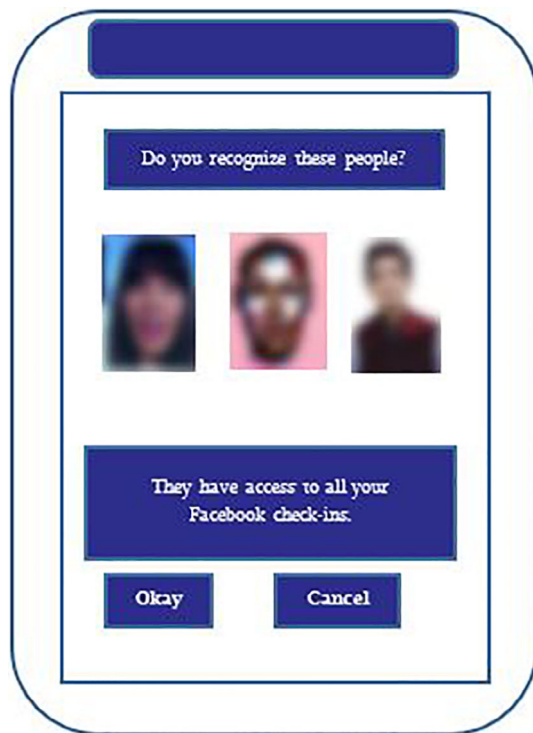 Do you recognize these people?
They have access to all your
Facebook check-ins.
Okay
Cancel